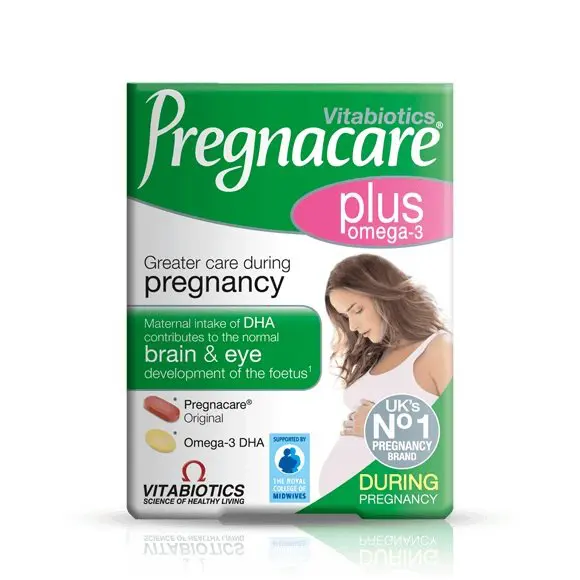 Vitabiotics
Pregnacare®
plus
omega-3
Greater care during
pregnancy
Maternal intake of DHA
contributes to the normal
brain & eye
development of the foetus¹
Pregnacare®
Original
Omega-3 DHA
SUPPORTED BY
THE ROYAL
COLLEGE OF
MIDWIVES
UK's
Nº1
PREGNANCY
BRAND
VITABIOTICS
SCIENCE OF HEALTHY LIVING
DURING
PREGNANCY